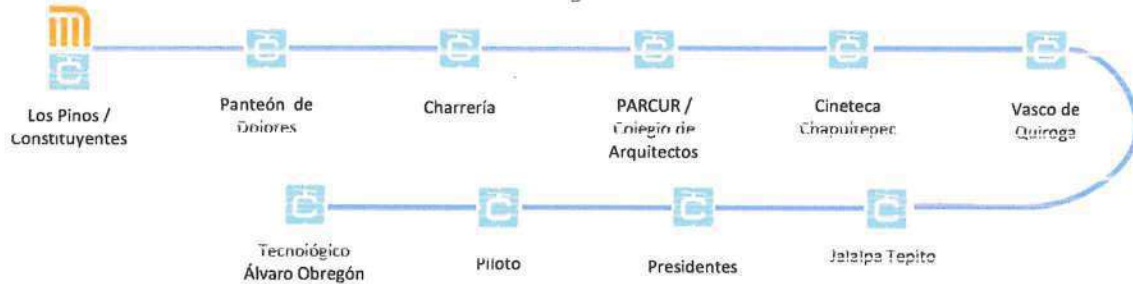 Los Pinos /
Constituyentes
Panteón de
Dolores
Charrería
PARCUR /
Colegio de
Arquitectos
Cineteca
Chapultepec
Vasco de
Quiroga
Tecnológico
Álvaro Obregón
Piloto
Presidentes
Jalalpa Tepito